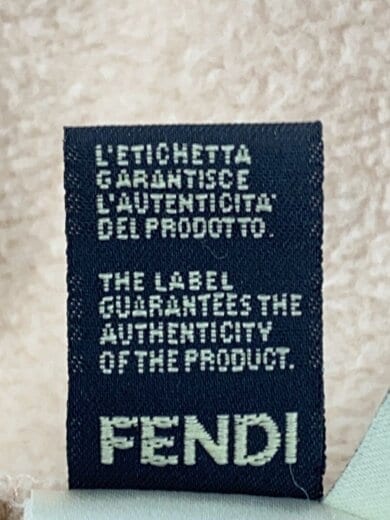 L'ETICHETTA
GARANTISCE
L'AUTENTICITA'
DEL PRODOTTO.
THE LABEL
GUARANTEES THE
AUTHENTICITY
OF THE PRODUCT.
FENDI